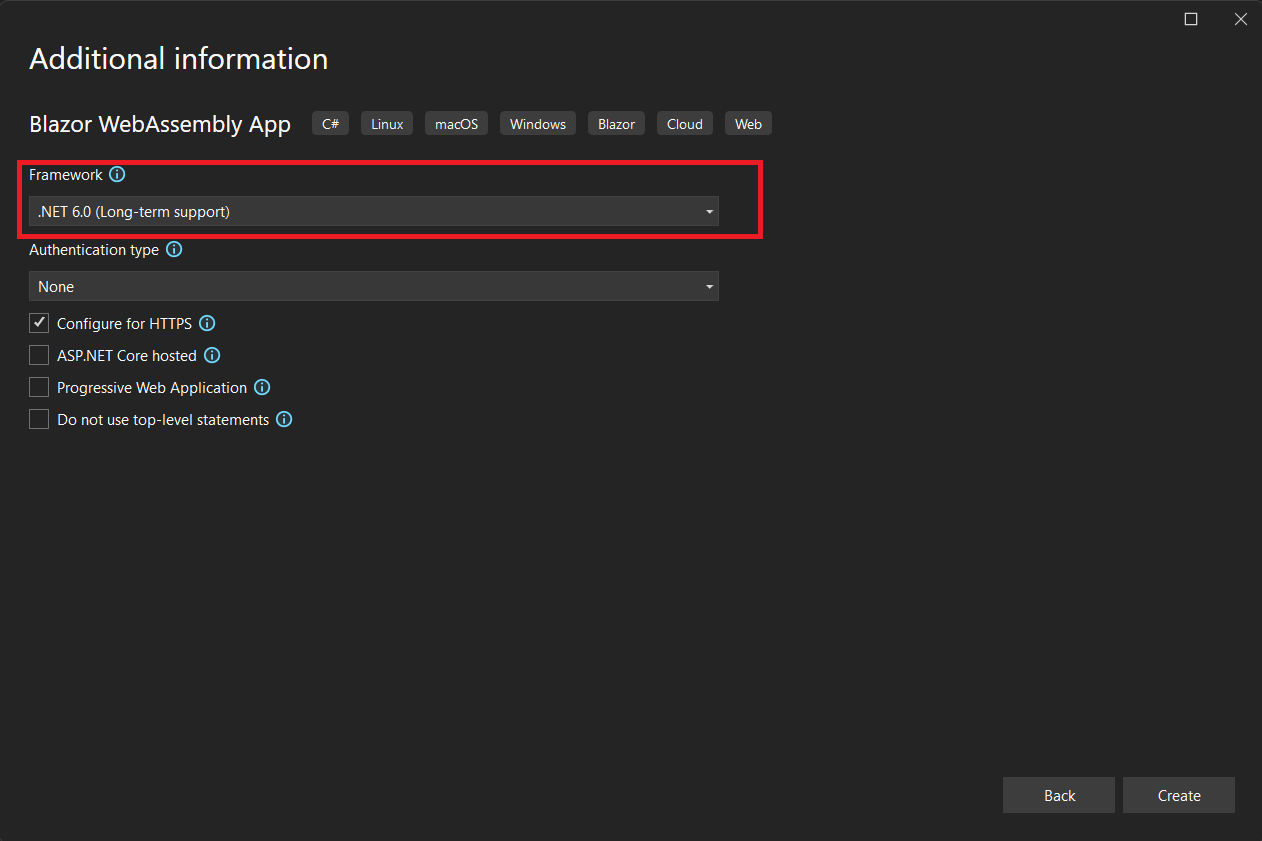 Additional information
Blazor WebAssembly App C# Linux macOS Windows Blazor Cloud Web
Framework
.NET 6.0 (Long-term support)
Authentication type
None
Configure for HTTPS
ASP.NET Core hosted
Progressive Web Application
Do not use top-level statements
Back Create